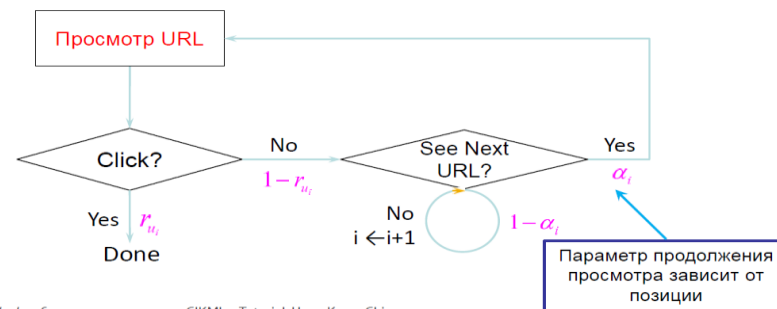 Просмотр URL
Click?
No
1 − r_{u_i}
See Next
URL?
Yes
α_i
Yes
r_{u_i}
Done
No
i ←i+1
1 − α_i
Параметр продолжения
просмотра зависит от
позиции